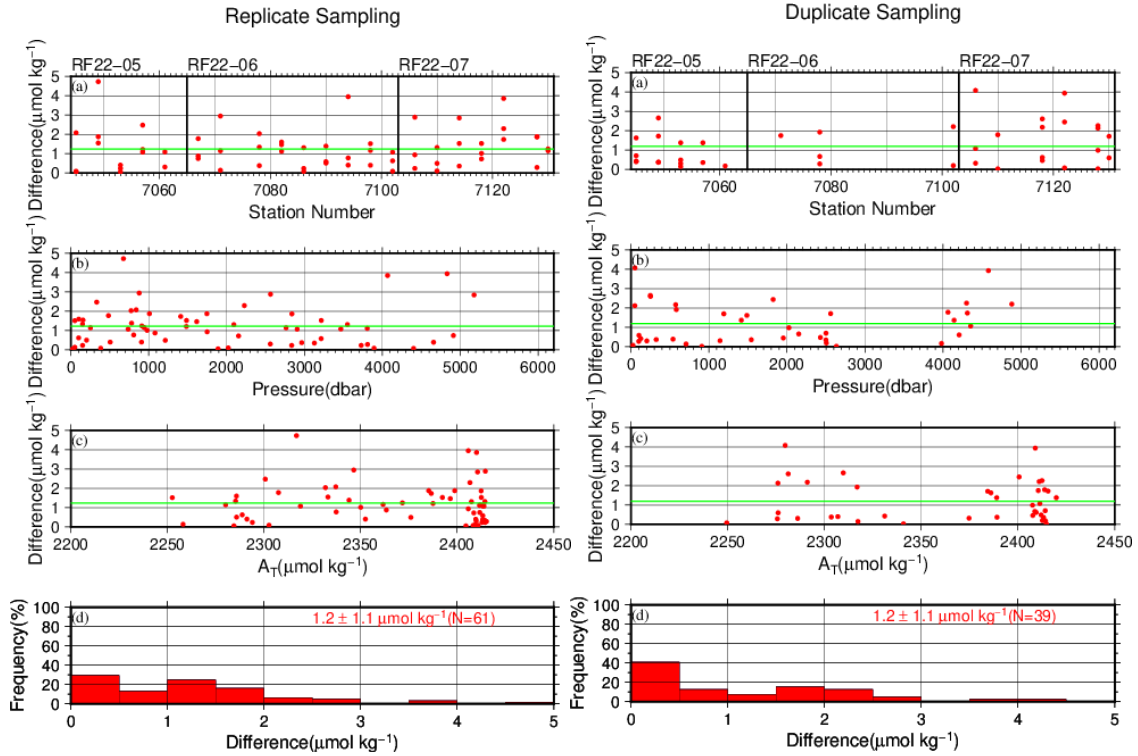 Replicate Sampling
RF22-05 RF22-06 RF22-07
(a)
Difference(μmol kg⁻¹)
5
4
3
2
1
0
7060 7080 7100 7120
Station Number
(b)
Difference(μmol kg⁻¹)
5
4
3
2
1
0
0 1000 2000 3000 4000 5000 6000
Pressure(dbar)
(c)
Difference(μmol kg⁻¹)
5
4
3
2
1
0
2200 2250 2300 2350 2400 2450
A_T(μmol kg⁻¹)
(d)
1.2 ± 1.1 μmol kg⁻¹(N=61)
Frequency(%)
100
80
60
40
20
0
0 1 2 3 4 5
Difference(μmol kg⁻¹)
Duplicate Sampling
RF22-05 RF22-06 RF22-07
(a)
Difference(μmol kg⁻¹)
5
4
3
2
1
0
7060 7080 7100 7120
Station Number
(b)
Difference(μmol kg⁻¹)
5
4
3
2
1
0
0 1000 2000 3000 4000 5000 6000
Pressure(dbar)
(c)
Difference(μmol kg⁻¹)
5
4
3
2
1
0
2200 2250 2300 2350 2400 2450
A_T(μmol kg⁻¹)
(d)
1.2 ± 1.2 μmol kg⁻¹(N=39)
Frequency(%)
100
80
60
40
20
0
0 1 2 3 4 5
Difference(μmol kg⁻¹)